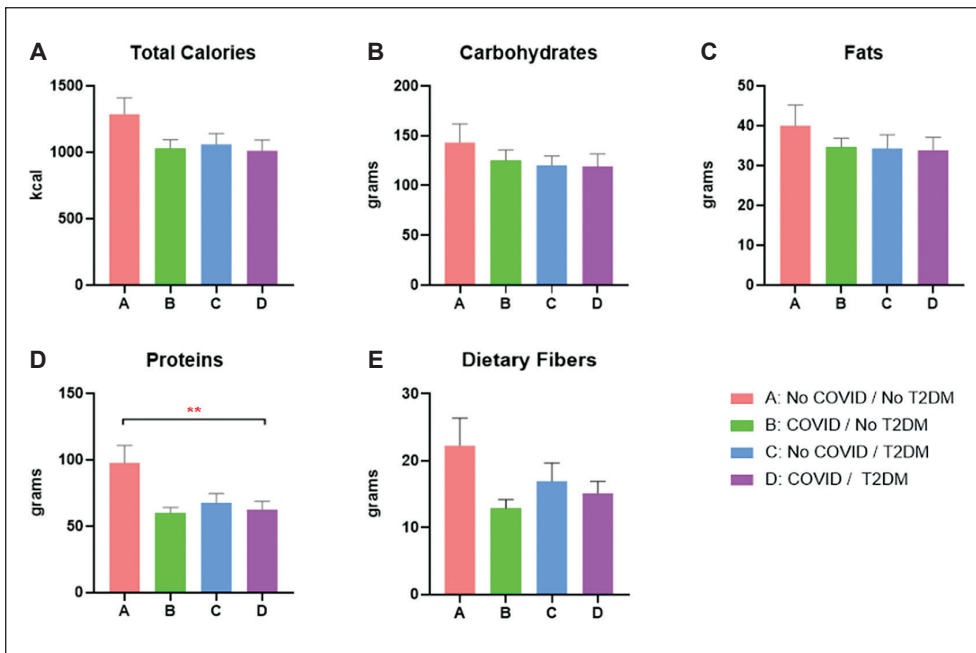 A Total Calories
1500
1000
500
0
kcal
A B C D
B Carbohydrates
200
150
100
50
0
grams
A B C D
C Fats
50
40
30
20
10
0
grams
A B C D
D Proteins
150
100
50
0
grams
**
A B C D
E Dietary Fibers
30
20
10
0
grams
A B C D
A: No COVID / No T2DM
B: COVID / No T2DM
C: No COVID / T2DM
D: COVID / T2DM